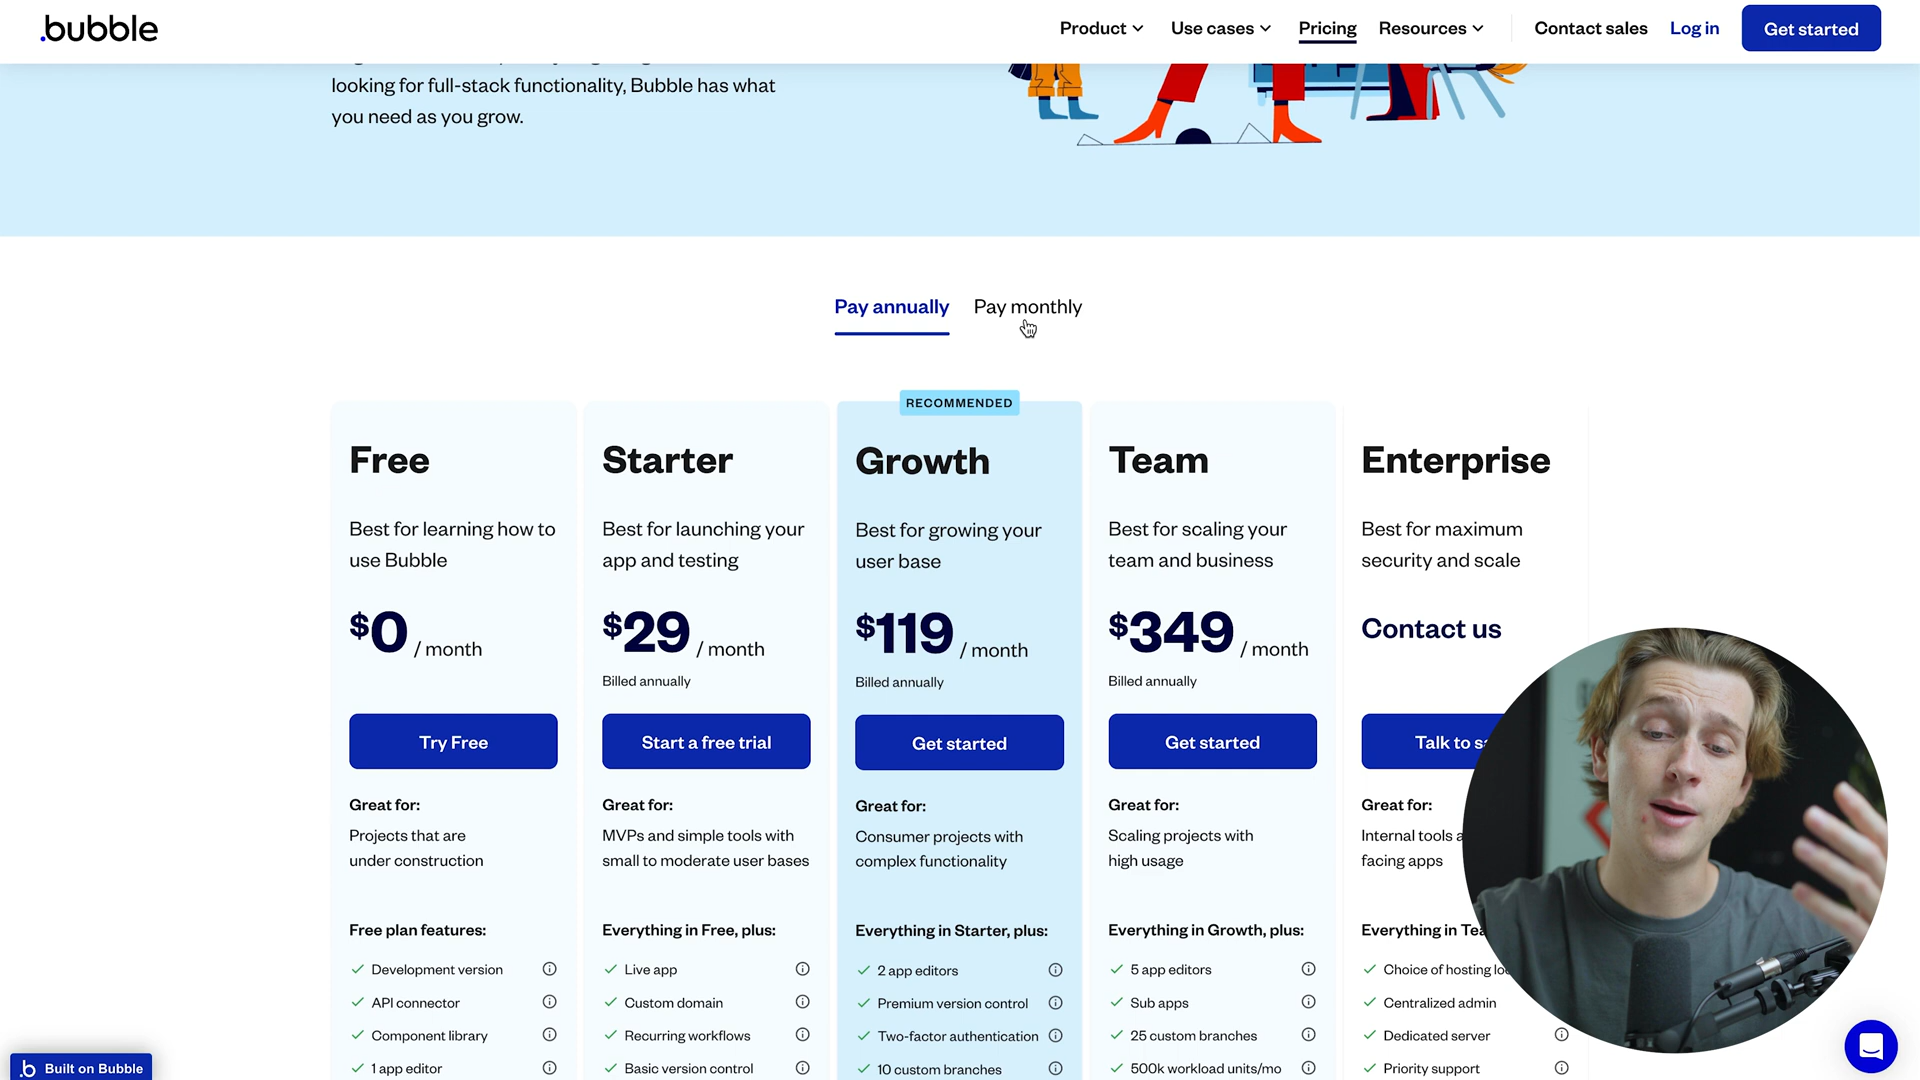 .bubble
Product
Use cases
Pricing
Resources
Contact sales
Log in
Get started
looking for full-stack functionality, Bubble has what
you need as you grow.
Pay annually
Pay monthly
Free
Best for learning how to
use Bubble
$0 / month
Try Free
Great for:
Projects that are
under construction
Free plan features:
Development version
API connector
Component library
1 app editor
Starter
Best for launching your
app and testing
$29 / month
Billed annually
Start a free trial
Great for:
MVPs and simple tools with
small to moderate user bases
Everything in Free, plus:
Live app
Custom domain
Recurring workflows
Basic version control
RECOMMENDED
Growth
Best for growing your
user base
$119 / month
Billed annually
Get started
Great for:
Consumer projects with
complex functionality
Everything in Starter, plus:
2 app editors
Premium version control
Two-factor authentication
10 custom branches
Team
Best for scaling your
team and business
$349 / month
Billed annually
Get started
Great for:
Scaling projects with
high usage
Everything in Growth, plus:
5 app editors
Sub apps
25 custom branches
500k workload units/mo
Enterprise
Best for maximum
security and scale
Contact us
Talk to
Great for:
Internal tools
facing apps
Everything in
Choice of hosting
Centralized admin
Dedicated server
Priority support
.b Built on Bubble